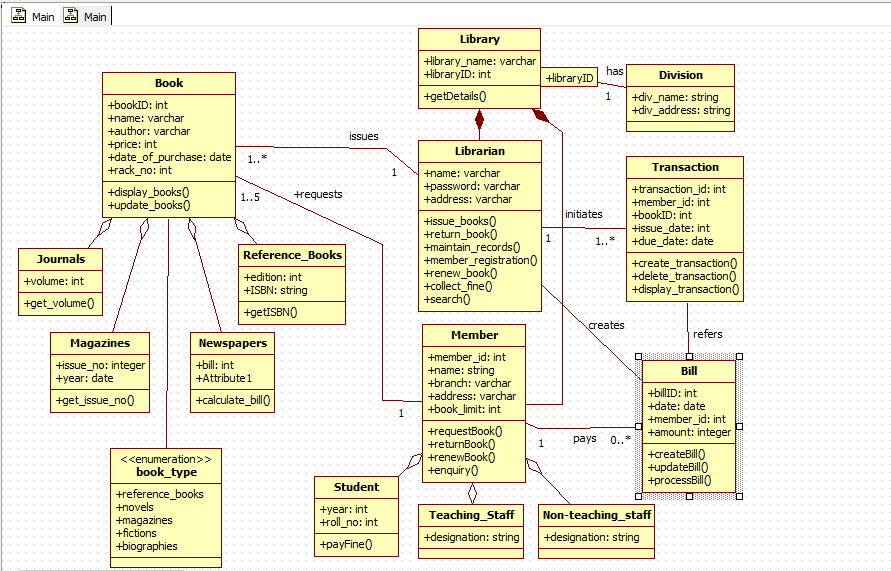 Main
Main
Library
+library_name: varchar
+libraryID: int
+getDetails()
+libraryID
has
1
Division
+div_name: string
+div_address: string
Book
+bookID: int
+name: varchar
+author: varchar
+price: int
+date_of_purchase: date
+rack_no: int
+display_books()
+update_books()
issues
1..*
1
1..5
+requests
1
Librarian
+name: varchar
+password: varchar
+address: varchar
+issue_books()
+return_book()
+maintain_records()
+member_registration()
+renew_book()
+collect_fine()
+search()
initiates
1
1..*
Transaction
+transaction_id: int
+member_id: int
+bookID: int
+issue_date: int
+due_date: date
+create_transaction()
+delete_transaction()
+display_transaction()
creates
refers
Journals
+volume: int
+get_volume()
Reference_Books
+edition: int
+ISBN: string
+getISBN()
Magazines
+issue_no: integer
+year: date
+get_issue_no()
Newspapers
+bill: int
+Attribute1
+calculate_bill()
Member
+member_id: int
+name: string
+branch: varchar
+address: varchar
+book_limit: int
+requestBook()
+returnBook()
+renewBook()
+enquiry()
1
pays
0..*
Bill
+billID: int
+date: date
+member_id: int
+amount: integer
+createBill()
+updateBill()
+processBill()
<<enumeration>>
book_type
+reference_books
+novels
+magazines
+fictions
+biographies
Student
+year: int
+roll_no: int
+payFine()
Teaching_Staff
+designation: string
Non-teaching_staff
+designation: string